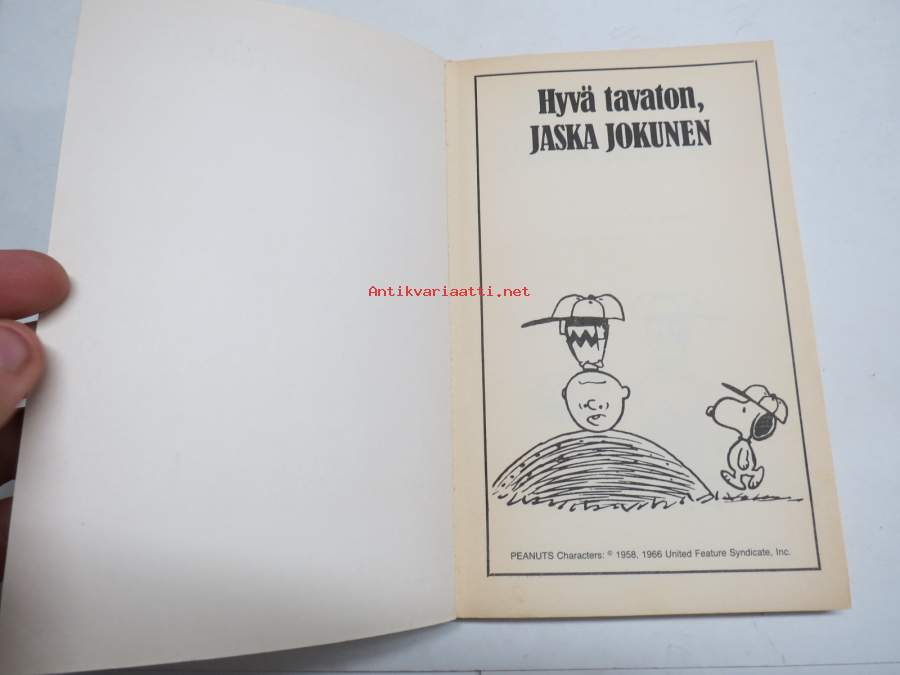 Hyvä tavaton,
JASKA JOKUNEN
Antikvariaatti.net
PEANUTS Characters: © 1958, 1966 United Feature Syndicate, Inc.